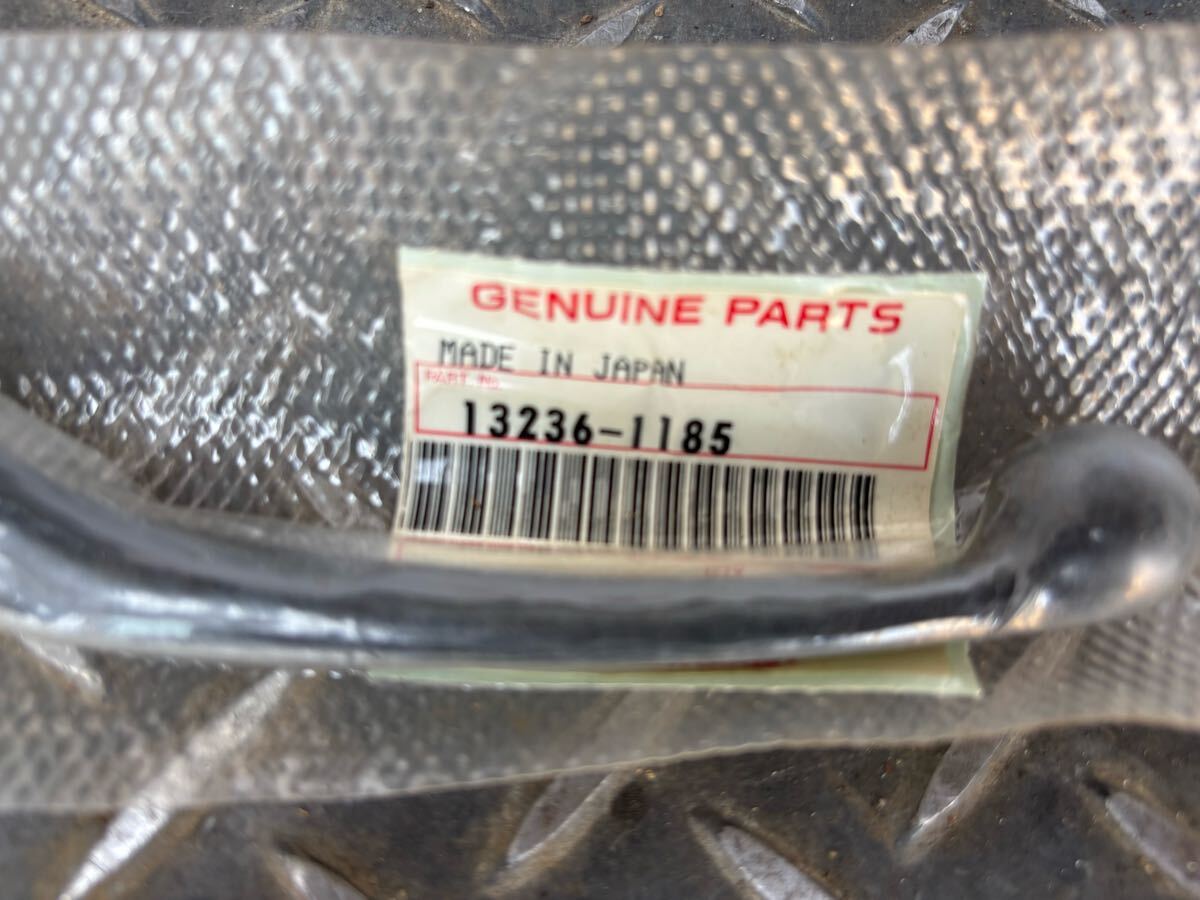 GENUINE PARTS
MADE IN JAPAN
PART NO.
13236-1185